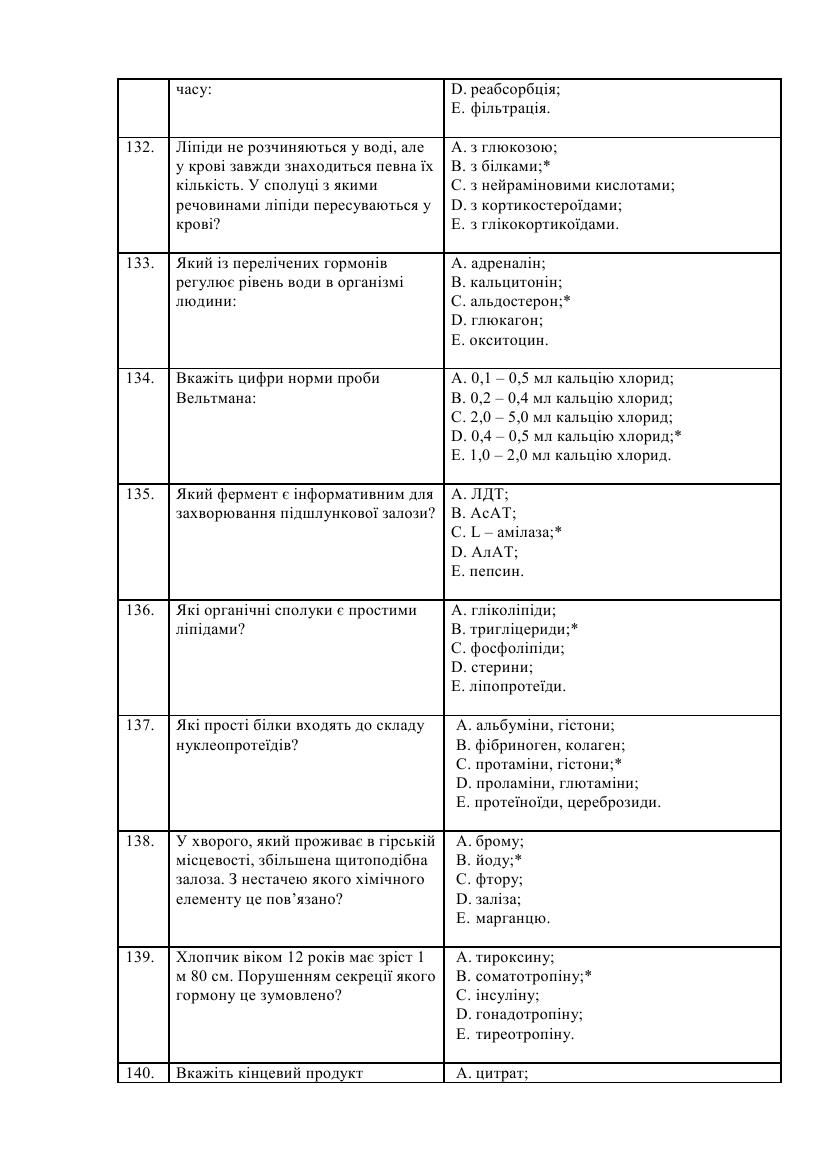 часу:
D. реабсорбція;
E. фільтрація.
132.
Ліпіди не розчиняються у воді, але
у крові завжди знаходиться певна їх
кількість. У сполуці з якими
речовинами ліпіди пересуваються у
крові?
A. з глюкозою;
B. з білками;*
C. з нейраміновими кислотами;
D. з кортикостероїдами;
E. з глікокортикоїдами.
133.
Який із перелічених гормонів
регулює рівень води в організмі
людини:
A. адреналін;
B. кальцитонін;
C. альдостерон;*
D. глюкагон;
E. окситоцин.
134.
Вкажіть цифри норми проби
Вельтмана:
A. 0,1 – 0,5 мл кальцію хлорид;
B. 0,2 – 0,4 мл кальцію хлорид;
C. 2,0 – 5,0 мл кальцію хлорид;
D. 0,4 – 0,5 мл кальцію хлорид;*
E. 1,0 – 2,0 мл кальцію хлорид.
135.
Який фермент є інформативним для
захворювання підшлункової залози?
A. ЛДТ;
B. АсАТ;
C. L – амілаза;*
D. АлАТ;
E. пепсин.
136.
Які органічні сполуки є простими
ліпідами?
A. гліколіпіди;
B. тригліцериди;*
C. фосфоліпіди;
D. стерини;
E. ліпопротеїди.
137.
Які прості білки входять до складу
нуклеопротеїдів?
A. альбуміни, гістони;
B. фібриноген, колаген;
C. протаміни, гістони;*
D. проламіни, глютаміни;
E. протеїноїди, цереброзиди.
138.
У хворого, який проживає в гірській
місцевості, збільшена щитоподібна
залоза. З нестачею якого хімічного
елементу це пов’язано?
A. брому;
B. йоду;*
C. фтору;
D. заліза;
E. марганцю.
139.
Хлопчик віком 12 років має зріст 1
м 80 см. Порушенням секреції якого
гормону це зумовлено?
A. тироксину;
B. соматотропіну;*
C. інсуліну;
D. гонадотропіну;
E. тиреотропіну.
140.
Вкажіть кінцевий продукт
A. цитрат;